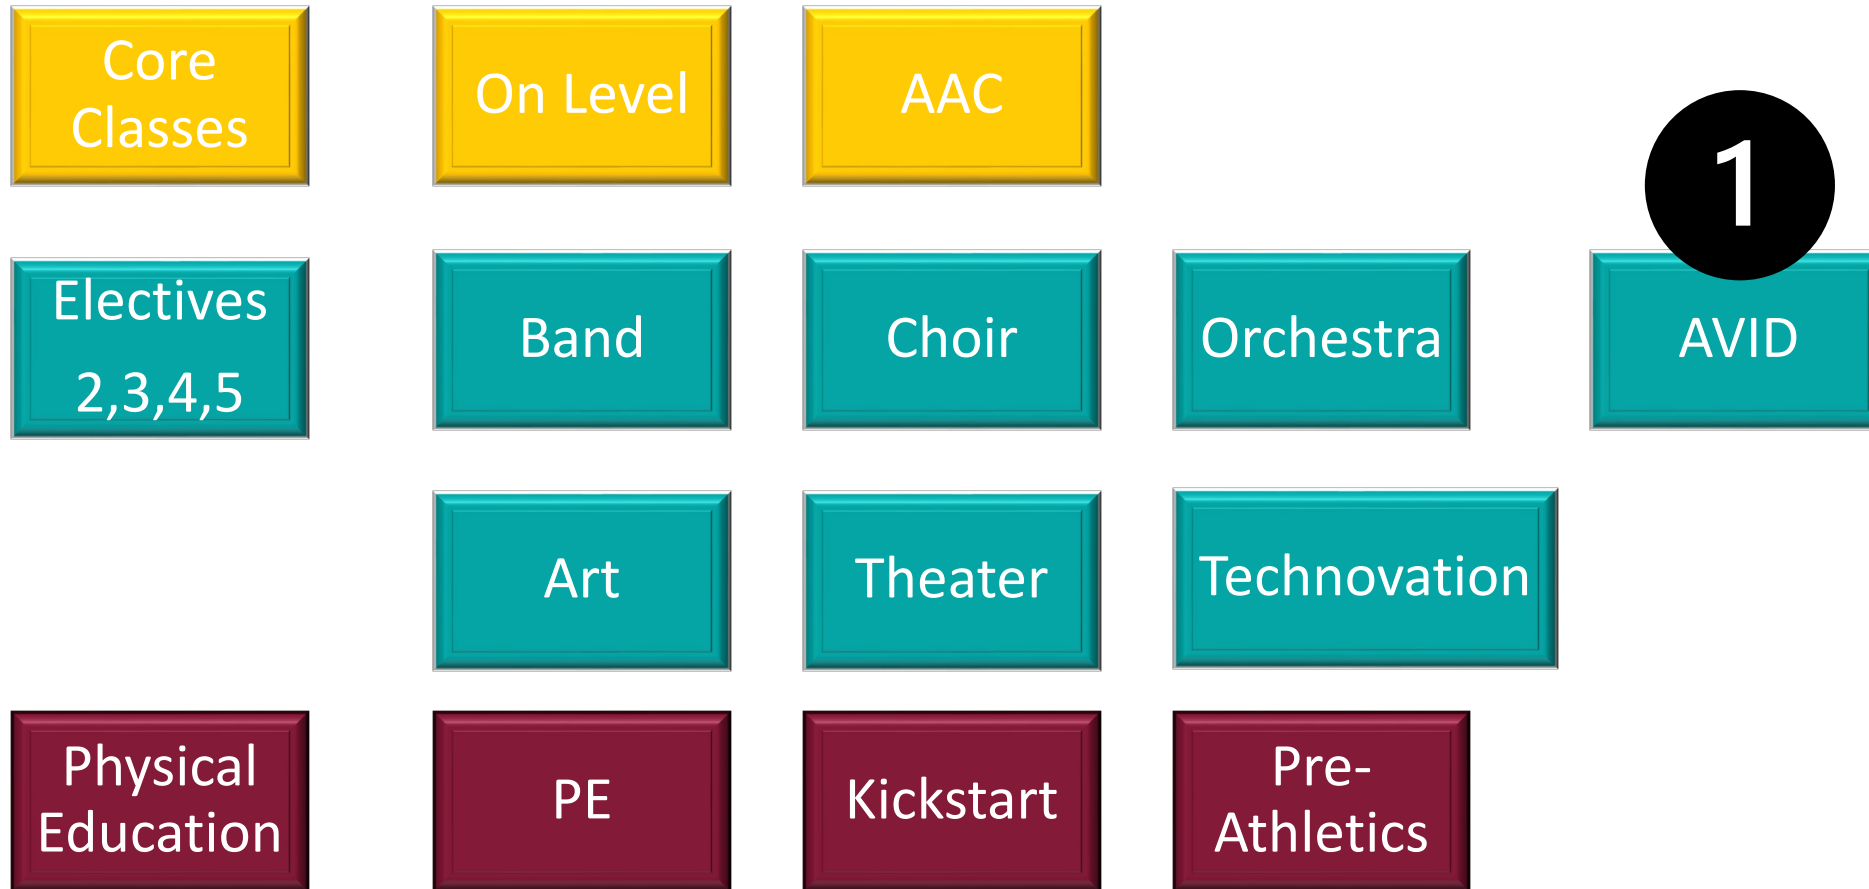 Core
Classes
On Level
AAC
1
Electives
2,3,4,5
Band
Choir
Orchestra
AVID
Art
Theater
Technovation
Physical
Education
PE
Kickstart
Pre-
Athletics